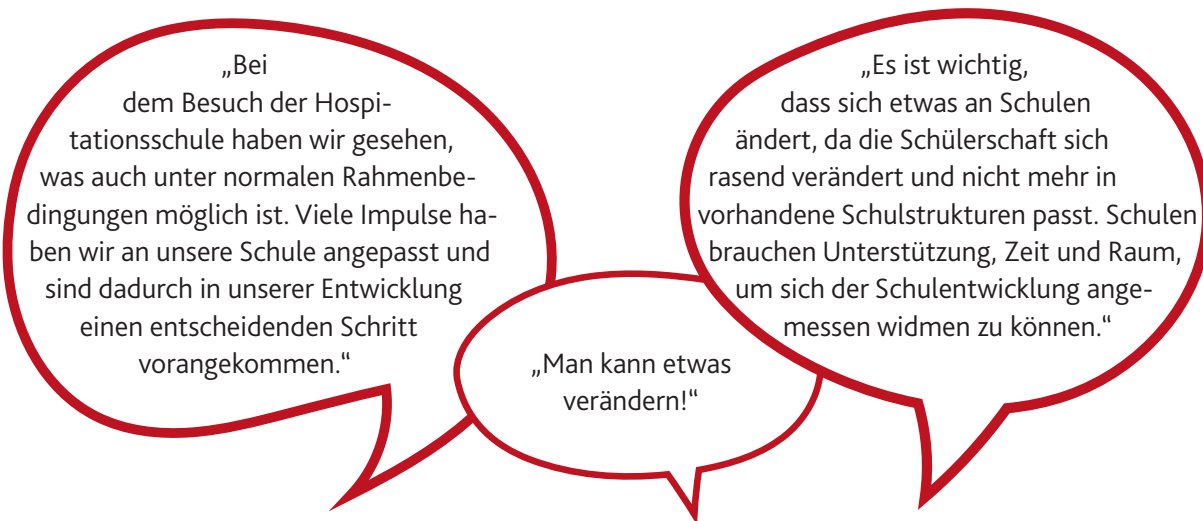 „Bei
dem Besuch der Hospi-
tationsschule haben wir gesehen,
was auch unter normalen Rahmenbe-
dingungen möglich ist. Viele Impulse ha-
ben wir an unsere Schule angepasst und
sind dadurch in unserer Entwicklung
einen entscheidenden Schritt
vorangekommen.“
„Man kann etwas
verändern!“
„Es ist wichtig,
dass sich etwas an Schulen
ändert, da die Schülerschaft sich
rasend verändert und nicht mehr in
vorhandene Schulstrukturen passt. Schulen
brauchen Unterstützung, Zeit und Raum,
um sich der Schulentwicklung ange-
messen widmen zu können.“